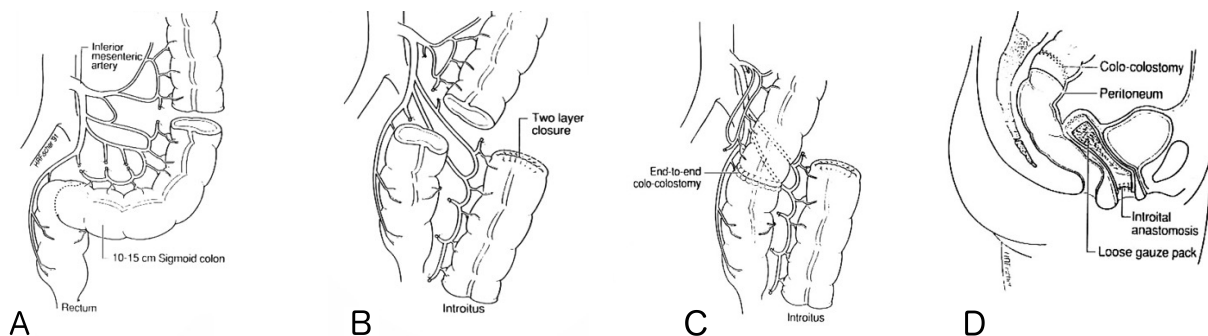 Inferior
mesenteric
artery
10-15 cm Sigmoid colon
Rectum
A
Two layer
closure
Introitus
B
End-to-end
colo-colostomy
Introitus
C
Colo-colostomy
Peritoneum
Introital
anastomosis
Loose gauze pack
D